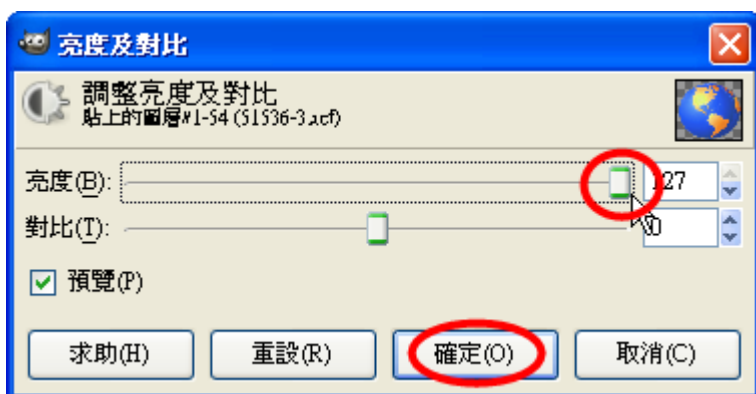 亮度及對比
調整亮度及對比
貼上的圖層#1-54 (51536-3.xcf)
亮度(B): 127
對比(T): 0
預覽(P)
求助(H) 重設(R) 確定(O) 取消(C)